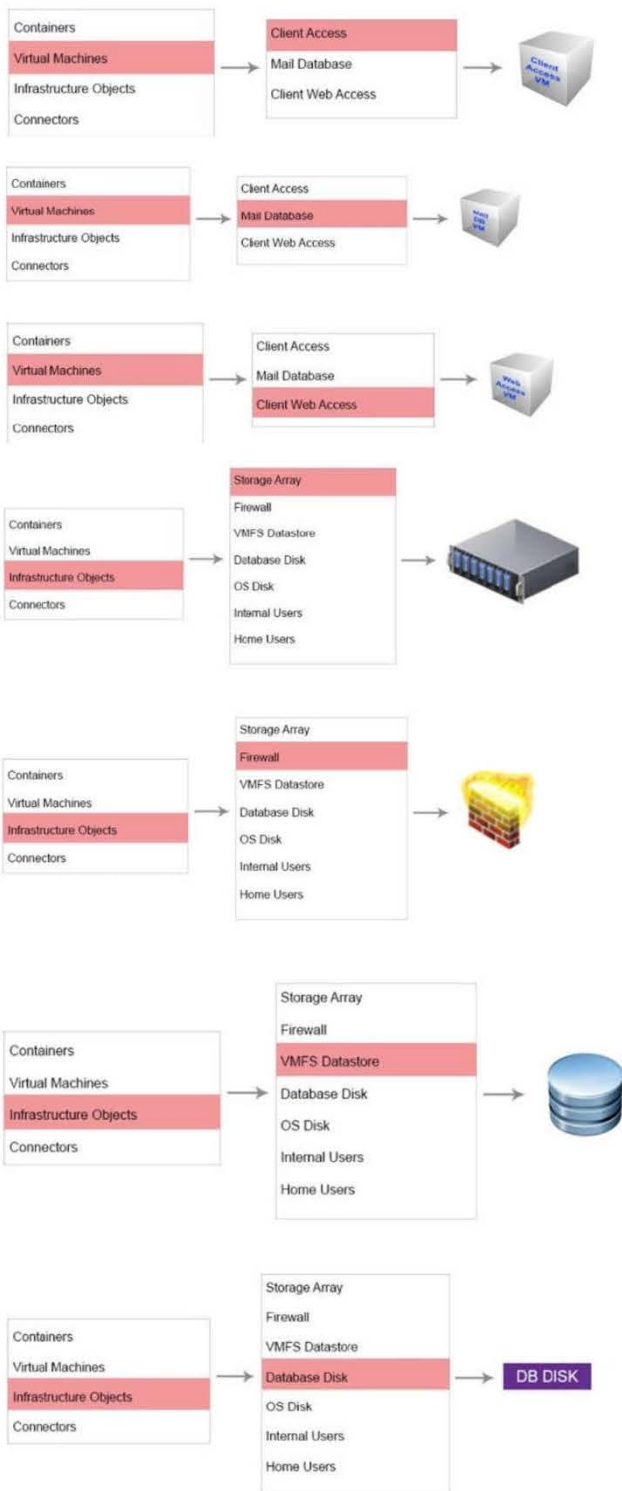 Containers
Virtual Machines
Infrastructure Objects
Connectors
Client Access
Mail Database
Client Web Access
Client
Access
VM
Containers
Virtual Machines
Infrastructure Objects
Connectors
Client Access
Mail Database
Client Web Access
Mail
DB
VM
Containers
Virtual Machines
Infrastructure Objects
Connectors
Client Access
Mail Database
Client Web Access
Web
Access
VM
Containers
Virtual Machines
Infrastructure Objects
Connectors
Storage Array
Firewall
VMFS Datastore
Database Disk
OS Disk
Internal Users
Home Users
Containers
Virtual Machines
Infrastructure Objects
Connectors
Storage Array
Firewall
VMFS Datastore
Database Disk
OS Disk
Internal Users
Home Users
Containers
Virtual Machines
Infrastructure Objects
Connectors
Storage Array
Firewall
VMFS Datastore
Database Disk
OS Disk
Internal Users
Home Users
Containers
Virtual Machines
Infrastructure Objects
Connectors
Storage Array
Firewall
VMFS Datastore
Database Disk
OS Disk
Internal Users
Home Users
DB DISK